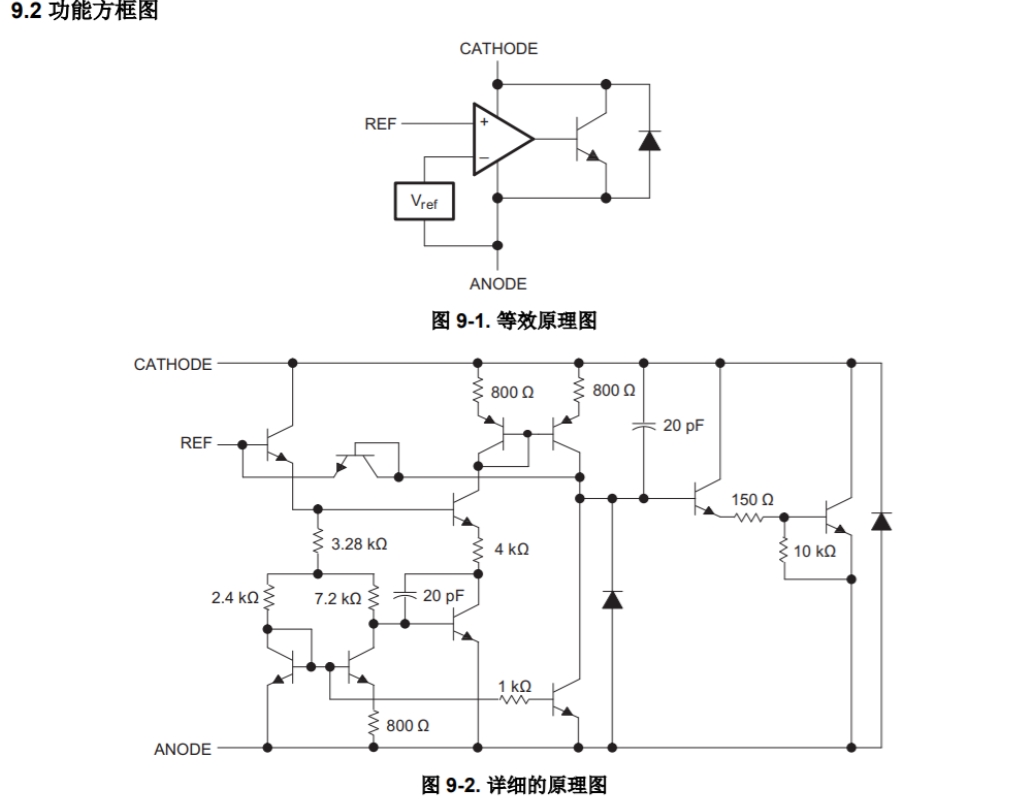 9.2 功能方框图
CATHODE
REF
+
−
Vref
ANODE
图 9-1. 等效原理图
CATHODE
800 Ω
800 Ω
20 pF
REF
150 Ω
3.28 kΩ
4 kΩ
10 kΩ
2.4 kΩ
7.2 kΩ
20 pF
1 kΩ
800 Ω
ANODE
图 9-2. 详细的原理图